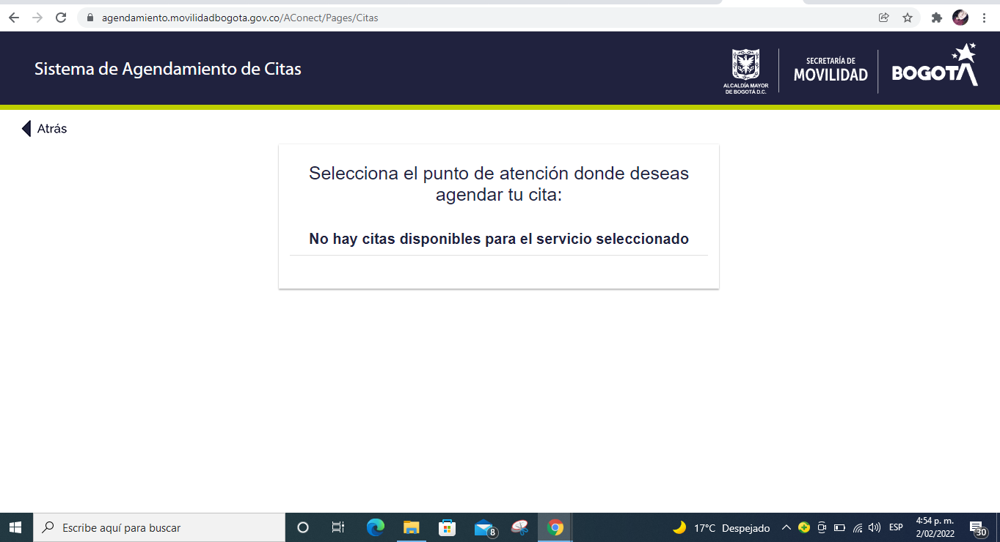 agendamiento.movilidadbogota.gov.co/AConect/Pages/Citas
Sistema de Agendamiento de Citas
ALCALDÍA MAYOR
DE BOGOTÁ D.C.
SECRETARÍA DE
MOVILIDAD
BOGOTÁ
Atrás
Selecciona el punto de atención donde deseas
agendar tu cita:
No hay citas disponibles para el servicio seleccionado
Escribe aquí para buscar
8
17°C Despejado
ESP
4:54 p. m.
2/02/2022
30